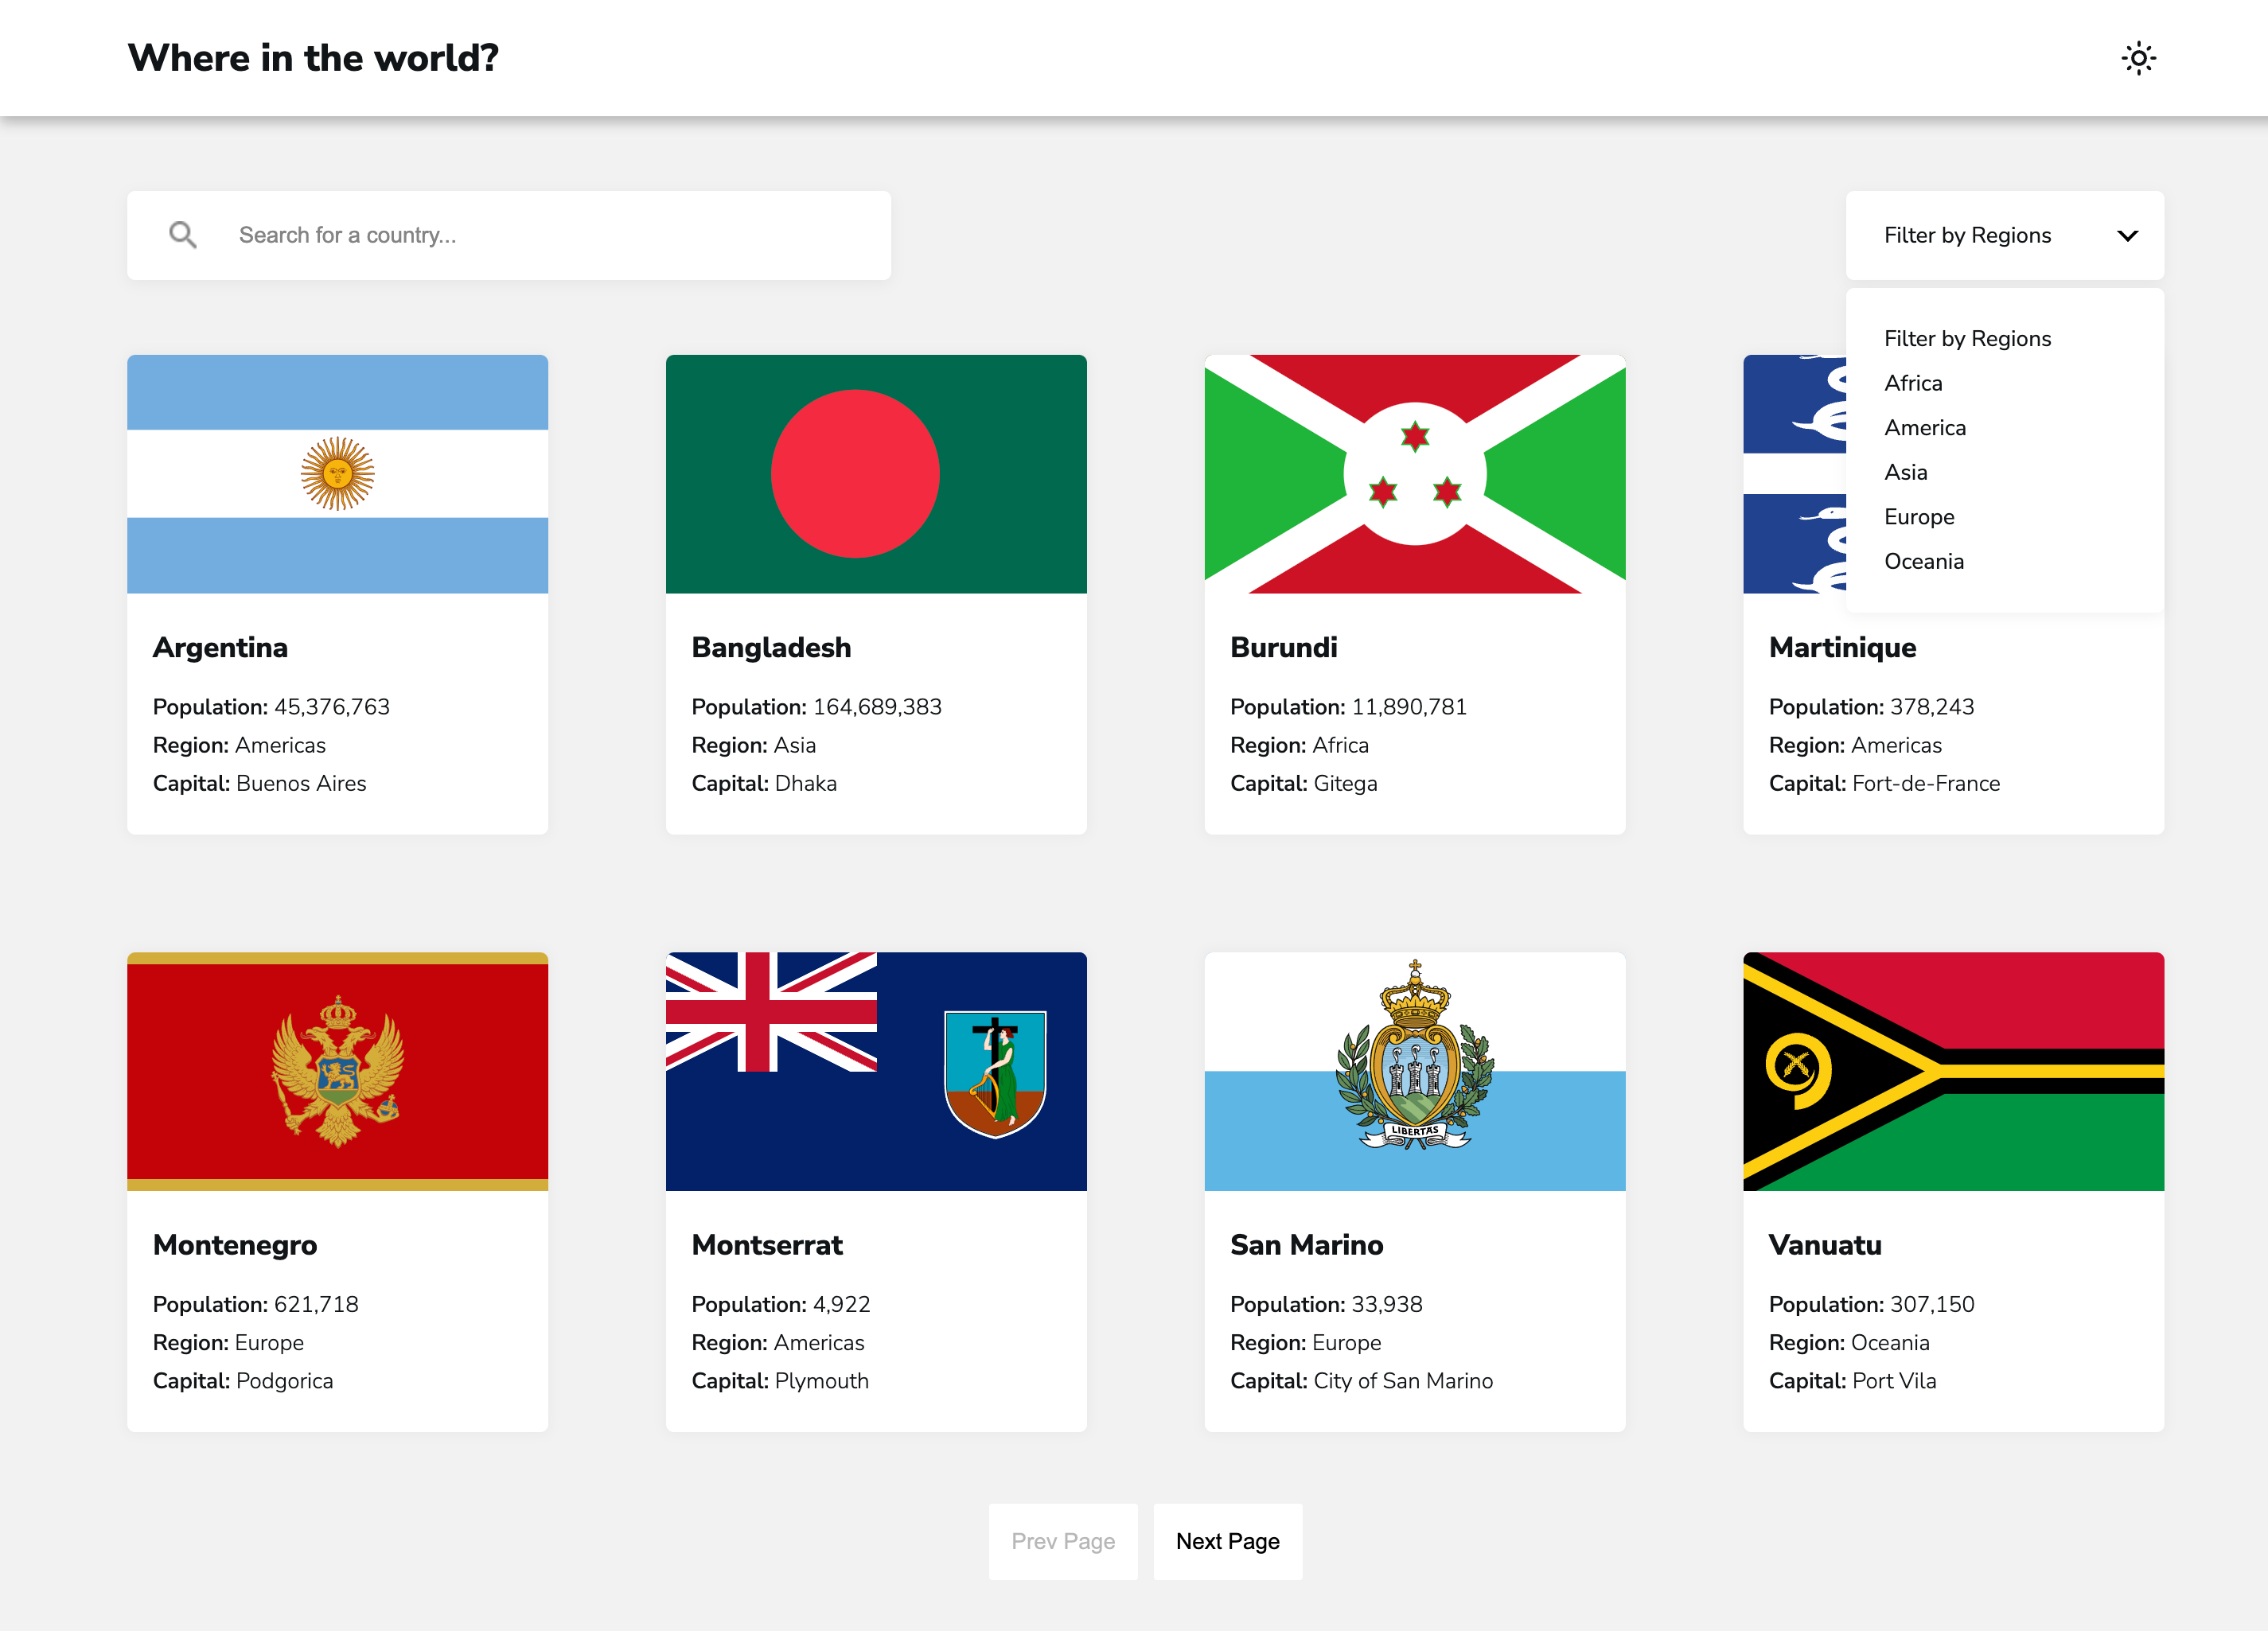 Where in the world?
Search for a country...
Filter by Regions
Filter by Regions
Africa
America
Asia
Europe
Oceania
Argentina
Population: 45,376,763
Region: Americas
Capital: Buenos Aires
Bangladesh
Population: 164,689,383
Region: Asia
Capital: Dhaka
Burundi
Population: 11,890,781
Region: Africa
Capital: Gitega
Martinique
Population: 378,243
Region: Americas
Capital: Fort-de-France
Montenegro
Population: 621,718
Region: Europe
Capital: Podgorica
Montserrat
Population: 4,922
Region: Americas
Capital: Plymouth
LIBERTAS
San Marino
Population: 33,938
Region: Europe
Capital: City of San Marino
Vanuatu
Population: 307,150
Region: Oceania
Capital: Port Vila
Prev Page
Next Page